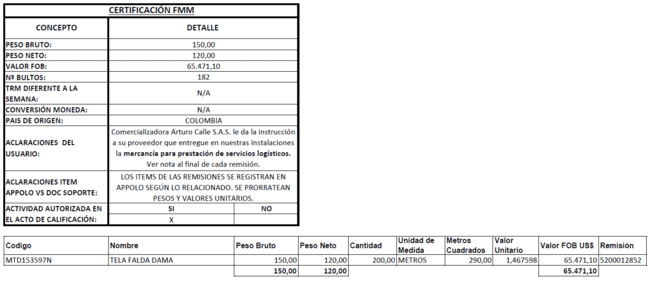 CERTIFICACIÓN FMM
CONCEPTO DETALLE
PESO BRUTO: 150,00
PESO NETO: 120,00
VALOR FOB: 65.471,10
Nº BULTOS: 182
TRM DIFERENTE A LA SEMANA: N/A
CONVERSIÓN MONEDA: N/A
PAIS DE ORIGEN: COLOMBIA
ACLARACIONES DEL USUARIO:
Comercializadora Arturo Calle S.A.S. le da la instrucción
a su proveedor que entregue en nuestras instalaciones
la mercancía para prestación de servicios logísticos.
Ver nota al final de cada remisión.
ACLARACIONES ITEM APPOLO VS DOC SOPORTE:
LOS ITEMS DE LAS REMISIONES SE REGISTRAN EN
APPOLO SEGÚN LO RELACIONADO. SE PRORRATEAN
PESOS Y VALORES UNITARIOS.
ACTIVIDAD AUTORIZADA EN SI NO
EL ACTO DE CALIFICACIÓN: X
Codigo Nombre Peso Bruto Peso Neto Cantidad Unidad de Medida Metros Cuadrados Valor Unitario Valor FOB US$ Remisión
MTD153597N TELA FALDA DAMA 150,00 120,00 200,00 METROS 290,00 1,467598 65.471,10 5200012852
150,00 120,00 65.471,10